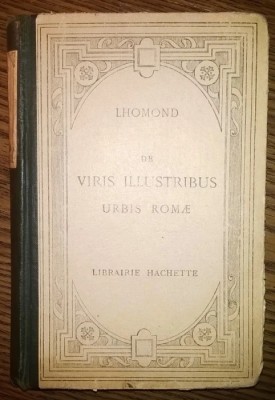 LHOMOND
DE
VIRIS ILLUSTRIBUS
URBIS ROMÆ
LIBRAIRIE HACHETTE